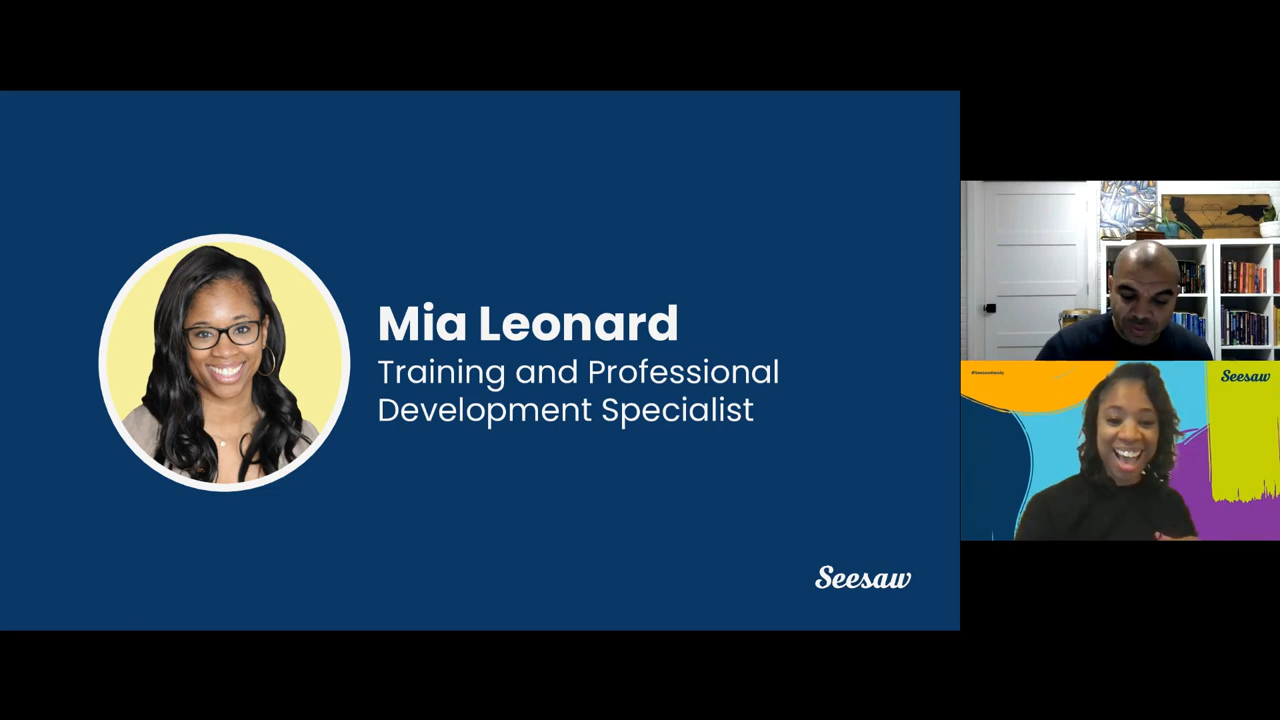 Mia Leonard
Training and Professional
Development Specialist
Seesaw
Seesaw